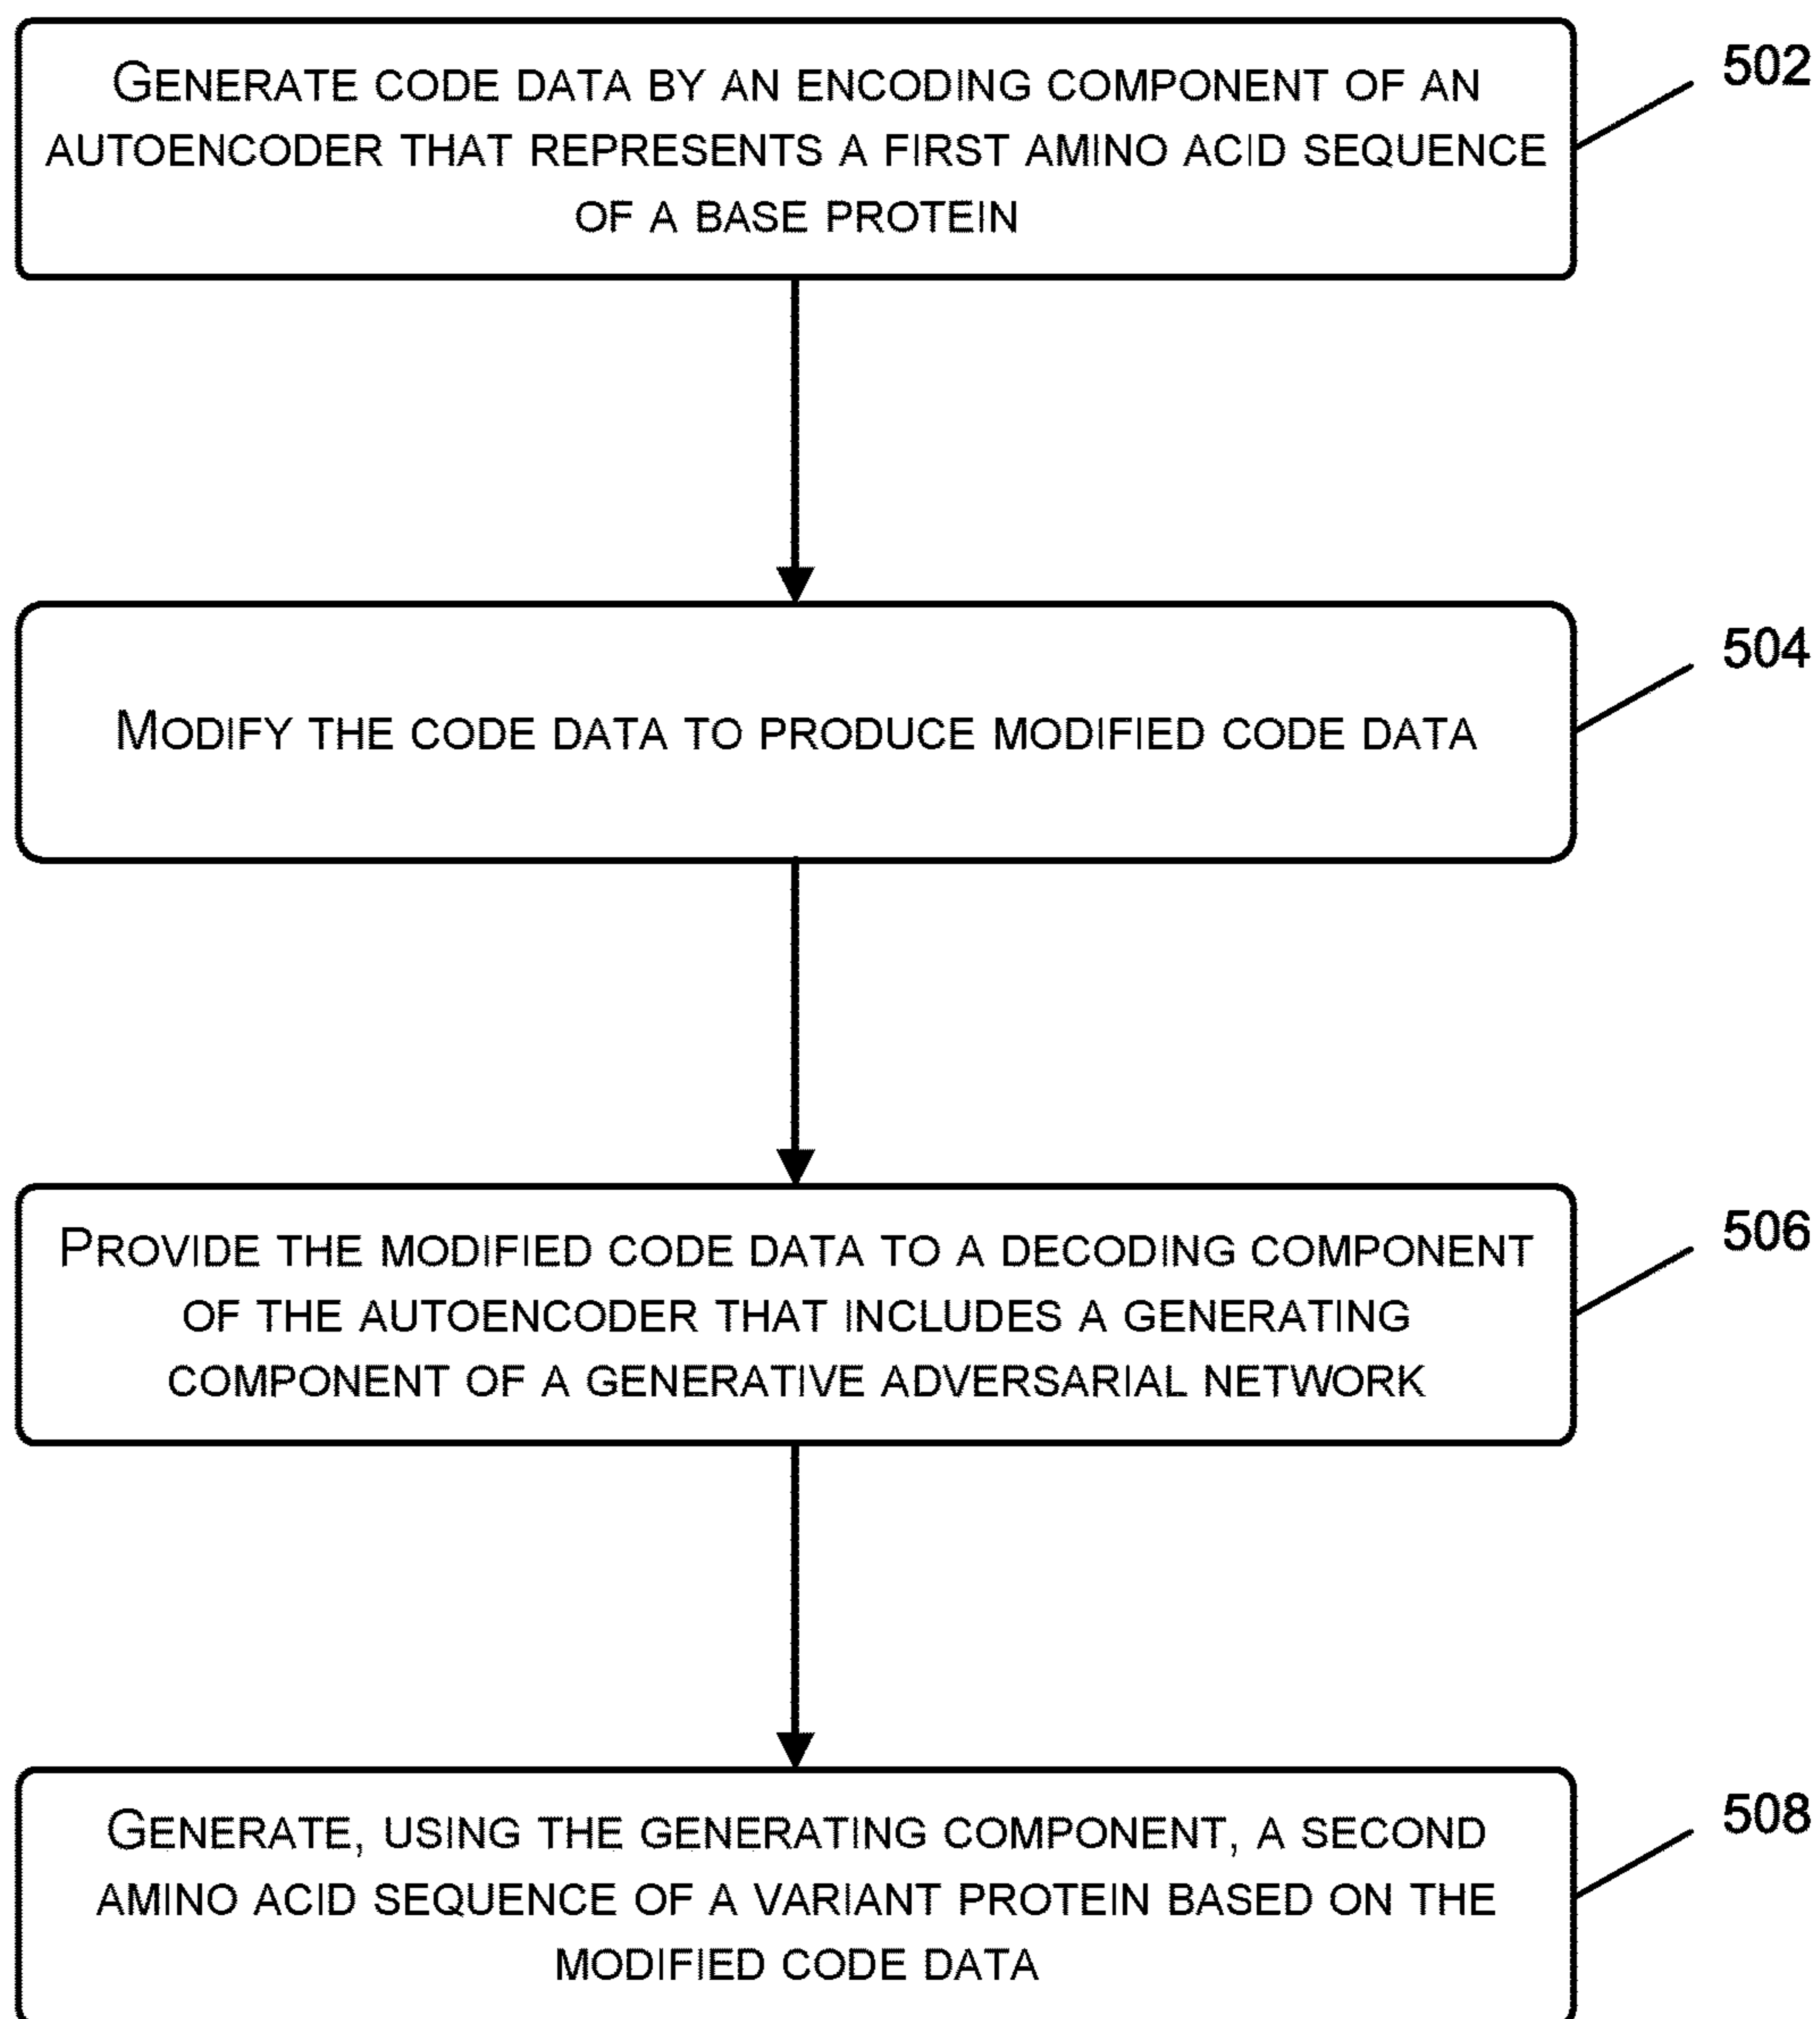 GENERATE CODE DATA BY AN ENCODING COMPONENT OF AN
AUTOENCODER THAT REPRESENTS A FIRST AMINO ACID SEQUENCE
OF A BASE PROTEIN
502
MODIFY THE CODE DATA TO PRODUCE MODIFIED CODE DATA
504
PROVIDE THE MODIFIED CODE DATA TO A DECODING COMPONENT
OF THE AUTOENCODER THAT INCLUDES A GENERATING
COMPONENT OF A GENERATIVE ADVERSARIAL NETWORK
506
GENERATE, USING THE GENERATING COMPONENT, A SECOND
AMINO ACID SEQUENCE OF A VARIANT PROTEIN BASED ON THE
MODIFIED CODE DATA
508